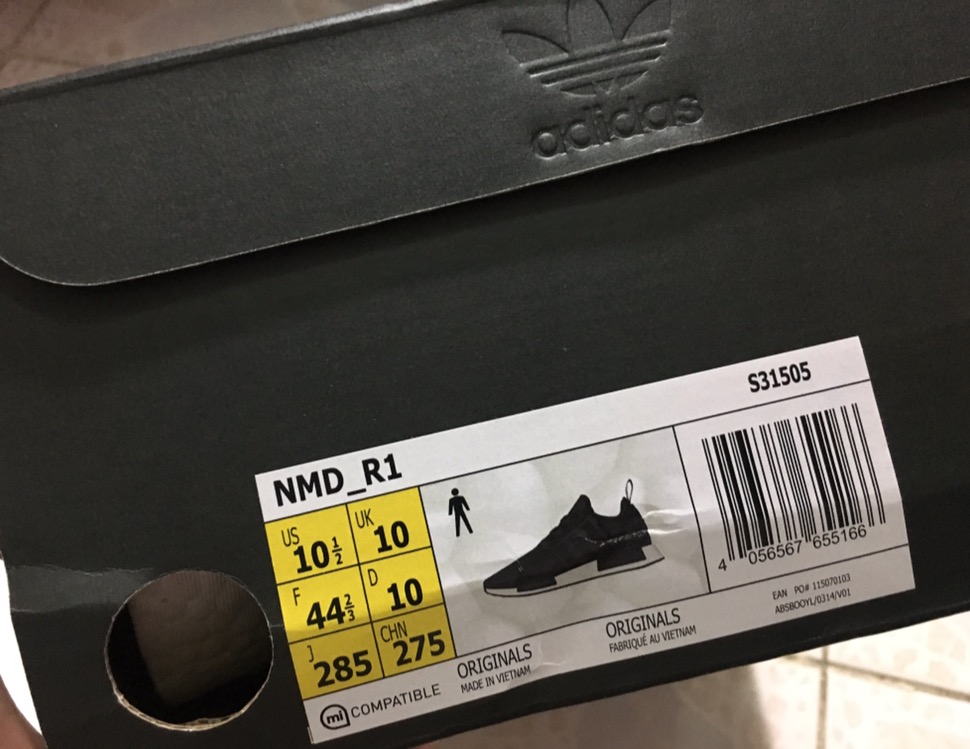 adidas
S31505
NMD_R1
US 10½
UK 10
F 44⅔
D 10
J 285
CHN 275
4 056567 655166
EAN PO# 115070103
ABSBOOYL/0314/V01
ORIGINALS
MADE IN VIETNAM
ORIGINALS
FABRIQUÉ AU VIETNAM
mi COMPATIBLE